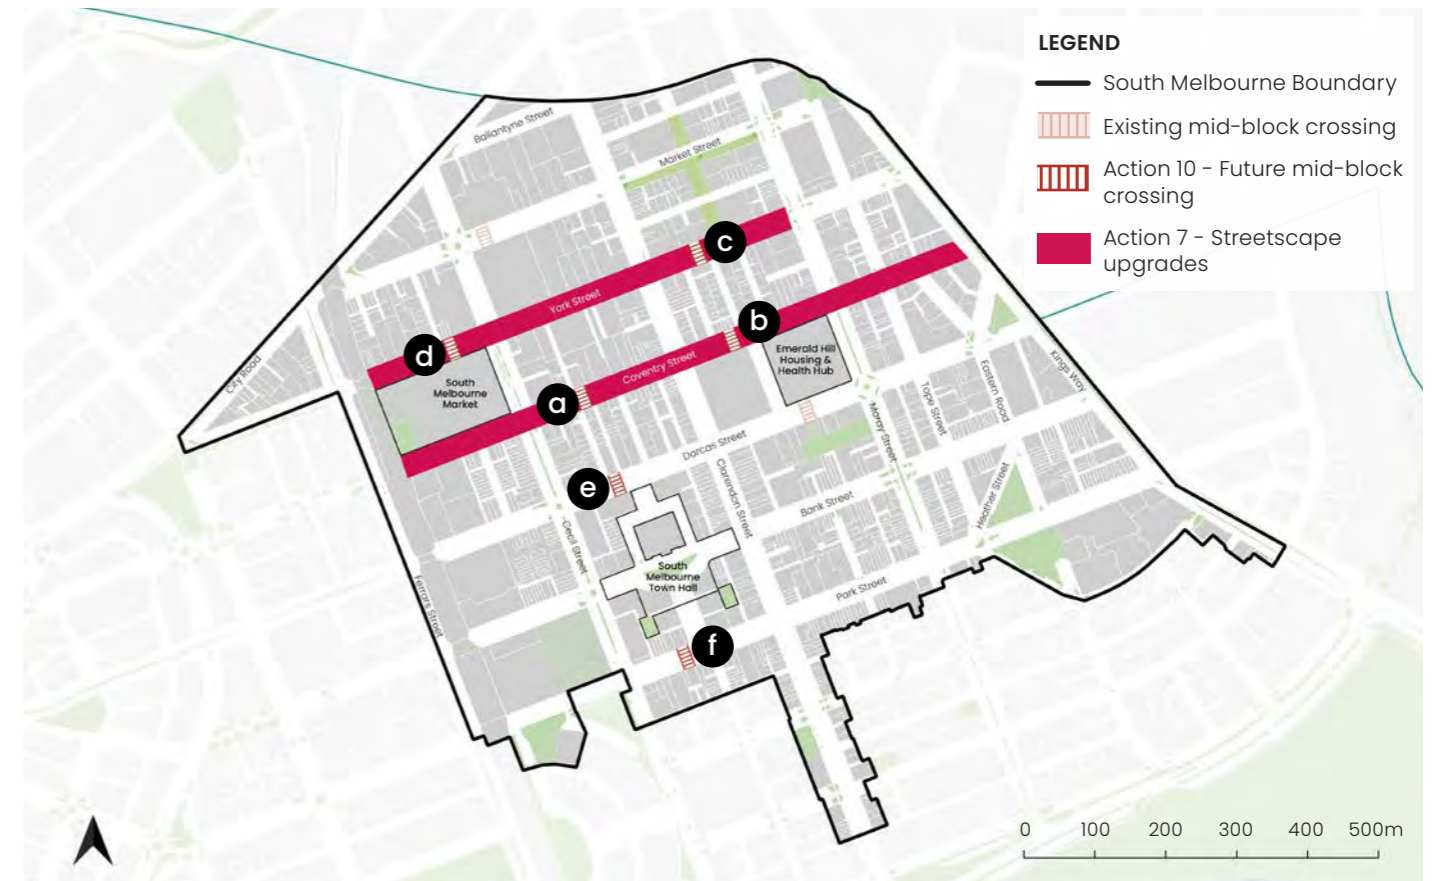 LEGEND
South Melbourne Boundary
Existing mid-block crossing
Action 10 - Future mid-block
crossing
Action 7 - Streetscape
upgrades
Ballantyne Street
Market Street
c
York Street
b
d
Coventry Street
Emerald Hill
Housing &
Health Hub
City Road
South
Melbourne
Market
a
Kings Way
Eastern Road
Tope Street
Moray Street
Dorcas Street
Clarendon Street
e
Bank Street
Heather Street
Cecil Street
South
Melbourne
Town Hall
Ferrars Street
Park Street
f
0 100 200 300 400 500m